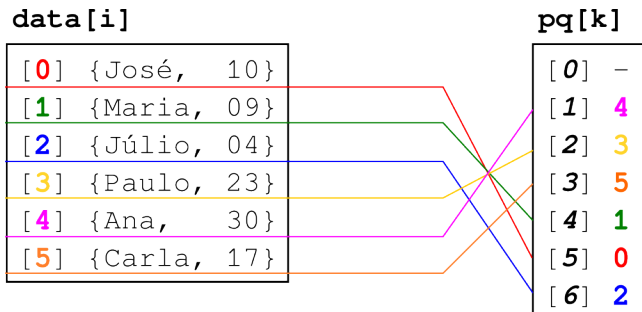 data[i]
[0] {José, 10}
[1] {Maria, 09}
[2] {Júlio, 04}
[3] {Paulo, 23}
[4] {Ana, 30}
[5] {Carla, 17}
pq[k]
[0] –
[1] 4
[2] 3
[3] 5
[4] 1
[5] 0
[6] 2